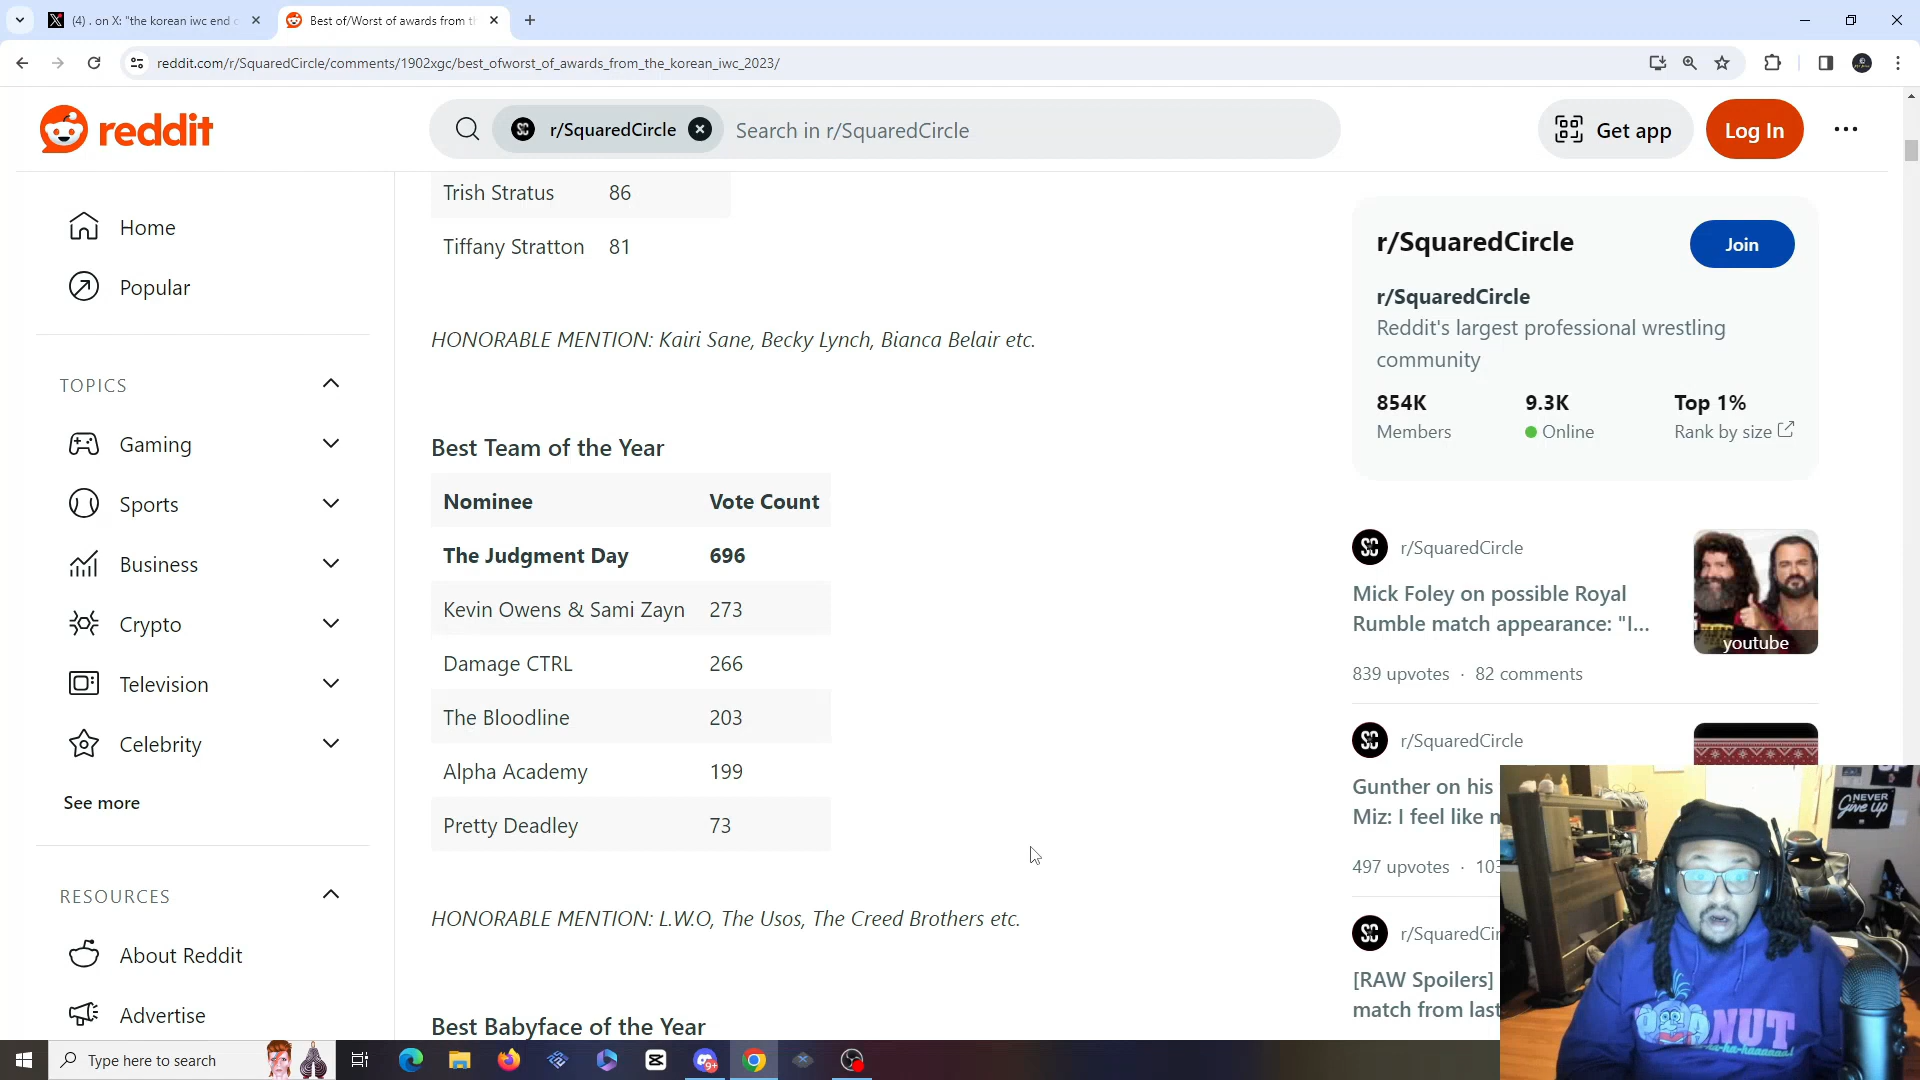 (4) . on X: "the korean iwc end
Best of/Worst of awards from th
reddit.com/r/SquaredCircle/comments/1902xgc/best_ofworst_of_awards_from_the_korean_iwc_2023/
reddit
r/SquaredCircle
Search in r/SquaredCircle
Get app
Log In
Home
Popular
TOPICS
Gaming
Sports
Business
Crypto
Television
Celebrity
See more
RESOURCES
About Reddit
Advertise
Trish Stratus 86
Tiffany Stratton 81
HONORABLE MENTION: Kairi Sane, Becky Lynch, Bianca Belair etc.
Best Team of the Year
Nominee Vote Count
The Judgment Day 696
Kevin Owens & Sami Zayn 273
Damage CTRL 266
The Bloodline 203
Alpha Academy 199
Pretty Deadley 73
HONORABLE MENTION: L.W.O, The Usos, The Creed Brothers etc.
Best Babyface of the Year
r/SquaredCircle
Join
r/SquaredCircle
Reddit's largest professional wrestling
community
854K 9.3K Top 1%
Members Online Rank by size
r/SquaredCircle
Mick Foley on possible Royal
Rumble match appearance: "I...
youtube
839 upvotes · 82 comments
r/SquaredCircle
Gunther on his
Miz: I feel like
497 upvotes · 103
r/SquaredCir
[RAW Spoilers]
match from last
NEVER
Give UP
Type here to search
9+